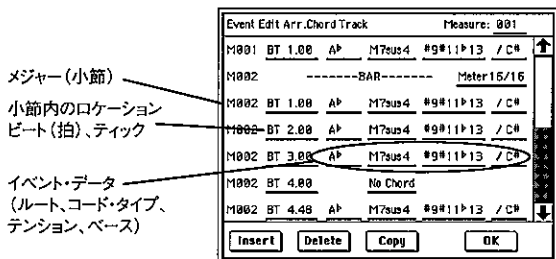 Event Edit Arr.Chord Track Measure: 001
M001 BT 1.00 A♭ M7sus4 #9#11♭13 / C#
M002 -------BAR------- Meter16/16
M002 BT 1.00 A♭ M7sus4 #9#11♭13 / C#
M002 BT 2.00 A♭ M7sus4 #9#11♭13 / C#
M002 BT 3.00 A♭ M7sus4 #9#11♭13 / C#
M002 BT 4.00 No Chord
M002 BT 4.48 A♭ M7sus4 #9#11♭13 / C#
Insert Delete Copy OK
メジャー(小節)
小節内のロケーション
ビート(拍)、ティック
イベント・データ
(ルート、コード・タイプ、
テンション、ベース)